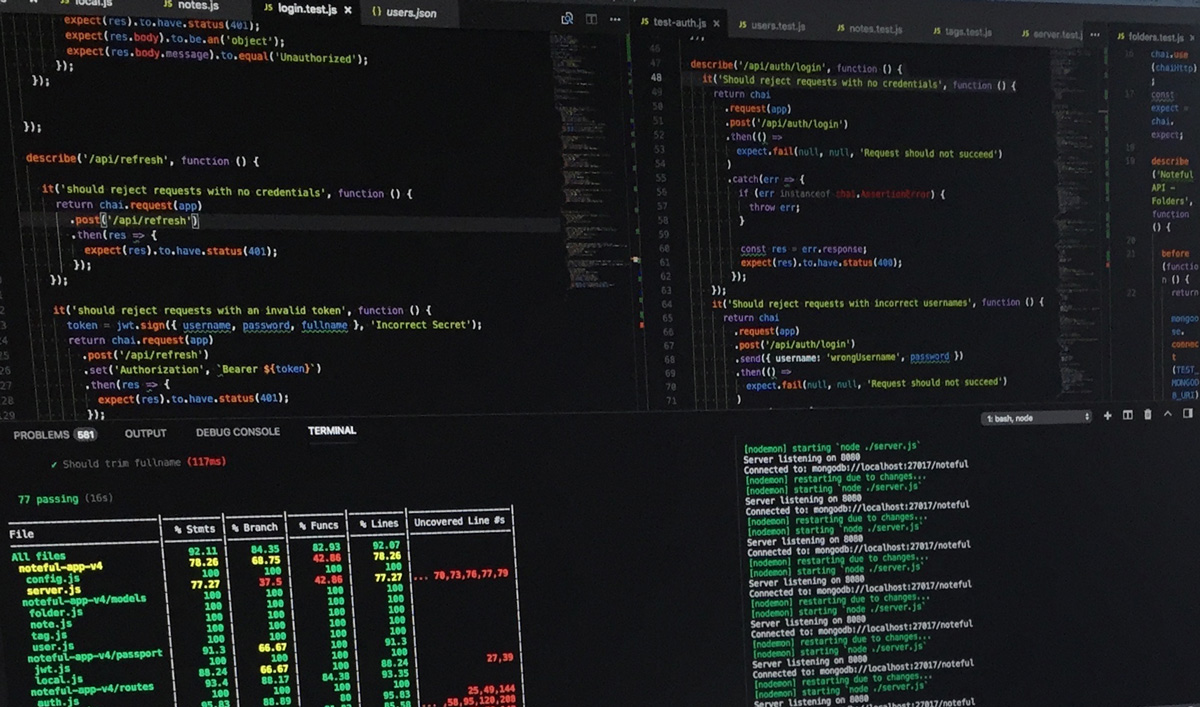 local.js notes.js login.test.js × {} users.json
expect(res).to.have.status(401);
expect(res.body).to.be.an('object');
expect(res.body.message).to.equal('Unauthorized');
});
});
});
describe('/api/refresh', function () {
it('should reject requests with no credentials', function () {
return chai.request(app)
.post('/api/refresh')
.then(res => {
expect(res).to.have.status(401);
});
});
it('should reject requests with an invalid token', function () {
token = jwt.sign({ username, password, fullname }, 'Incorrect Secret');
return chai.request(app)
.post('/api/refresh')
.set('Authorization', `Bearer ${token}`)
.then(res => {
expect(res).to.have.status(401);
});
JS test-auth.js × JS users.test.js JS notes.test.js JS tags.test.js JS server.test.j ...
46 });
47 describe('/api/auth/login', function () {
48 it('Should reject requests with no credentials', function () {
49 return chai
50 .request(app)
51 .post('/api/auth/login')
52 .then(() =>
53 expect.fail(null, null, 'Request should not succeed')
54 )
55 .catch(err => {
56 if (err instanceof chai.AssertionError) {
57 throw err;
58 }
59
60 const res = err.response;
61 expect(res).to.have.status(400);
62 });
63 });
64 it('Should reject requests with incorrect usernames', function () {
65 return chai
66 .request(app)
67 .post('/api/auth/login')
68 .send({ username: 'wrongUsername', password })
69 .then(() =>
70 expect.fail(null, null, 'Request should not succeed')
71 )
JS folders.test.js ×
16 chai.use
(chaiHttp)
;
17 const
expect =
chai.
expect;
18
19 describe
('Noteful
API -
Folders',
function
() {
20
21 before
(functio
n () {
22 return
mongoo
se.
connec
t
(TEST_
MONGOD
B_URI)
PROBLEMS 581 OUTPUT DEBUG CONSOLE TERMINAL
1: bash, node
✓ Should trim fullname (117ms)
77 passing (16s)
File % Stmts % Branch % Funcs % Lines Uncovered Line #s
All files 92.11 84.35 82.93 92.07
noteful-app-v4 78.26 68.75 42.86 78.26
config.js 100 100 100 100
server.js 77.27 37.5 42.86 77.27 ... 70,73,76,77,79
noteful-app-v4/models 100 100 100 100
folder.js 100 100 100 100
note.js 100 100 100 100
tag.js 100 100 100 100
user.js 100 100 100 100
noteful-app-v4/passport 91.3 66.67 100 91.3
jwt.js 100 100 100 100
local.js 88.24 66.67 100 88.24 27,39
noteful-app-v4/routes 93.4 88.17 84.38 93.35
auth.js 100 100 100 100
95.83 88.89 80 95.83 25,49,144
... ,58,95,120,208
[nodemon] starting `node ./server.js`
Server listening on 8080
Connected to: mongodb://localhost:27017/noteful
[nodemon] restarting due to changes...
[nodemon] starting `node ./server.js`
Server listening on 8080
Connected to: mongodb://localhost:27017/noteful
[nodemon] restarting due to changes...
[nodemon] starting `node ./server.js`
Server listening on 8080
Connected to: mongodb://localhost:27017/noteful
[nodemon] restarting due to changes...
[nodemon] starting `node ./server.js`
Server listening on 8080
Connected to: mongodb://localhost:27017/noteful
[nodemon] restarting due to changes...
[nodemon] starting `node ./server.js`
Server listening on 8080
Connected to: mongodb://localhost:27017/noteful
[nodemon] restarting due to changes...
[nodemon] starting `node ./server.js`
Server listening on 8080
Connected to: mongodb://localhost:27017/noteful
[nodemon] restarting due to changes...
[nodemon] starting `node ./server.js`
Server listening on 8080